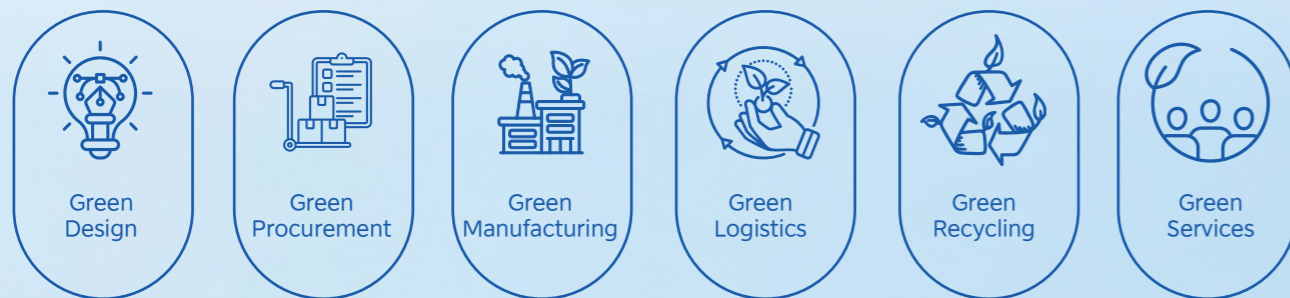 Green
Design
Green
Procurement
Green
Manufacturing
Green
Logistics
Green
Recycling
Green
Services